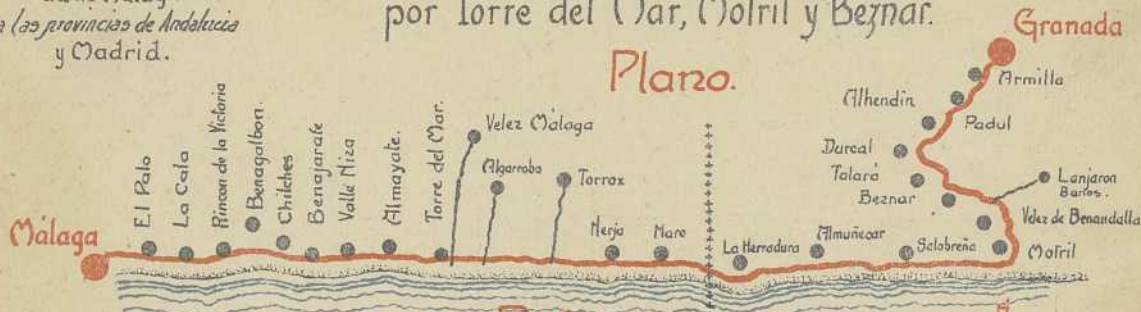 a las provincias de Andalucia
y Madrid.
por Torre del Mar, Motril y Beznar.
Plano.
Málaga
El Palo
La Cala
Rincon de la Victoria
Benagalbon.
Chilches
Benajarafe
Valle Niza
Almayate.
Torre del Mar.
Velez Málaga
Algarrobo
Torrox
Nerja
Maro
La Herradura
Almuñecar
Salobreña
Motril
Velez de Benaudalla
Lanjaron
Baños.
Beznar
Talará
Durcal
Padul
Alhendin
Armilla
Granada